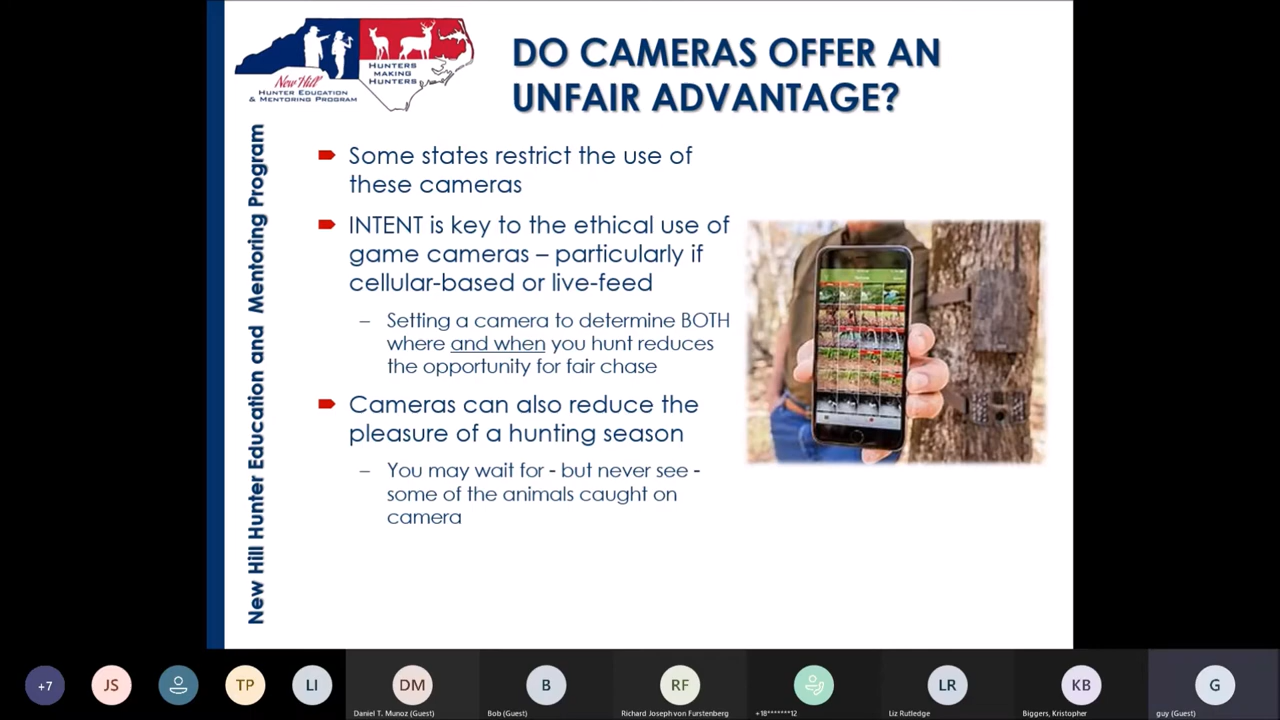 New Hill
HUNTER EDUCATION
& MENTORING PROGRAM
HUNTERS
MAKING
HUNTERS
DO CAMERAS OFFER AN
UNFAIR ADVANTAGE?
New Hill Hunter Education and Mentoring Program
Some states restrict the use of
these cameras
INTENT is key to the ethical use of
game cameras – particularly if
cellular-based or live-feed
– Setting a camera to determine BOTH
where and when you hunt reduces
the opportunity for fair chase
Cameras can also reduce the
pleasure of a hunting season
– You may wait for - but never see -
some of the animals caught on
camera
+7
JS
TP
LI
DM
B
RF
LR
KB
G
Daniel T. Munoz (Guest)
Bob (Guest)
Richard Joseph von Furstenberg
+18*******12
Liz Rutledge
Biggers, Kristopher
guy (Guest)